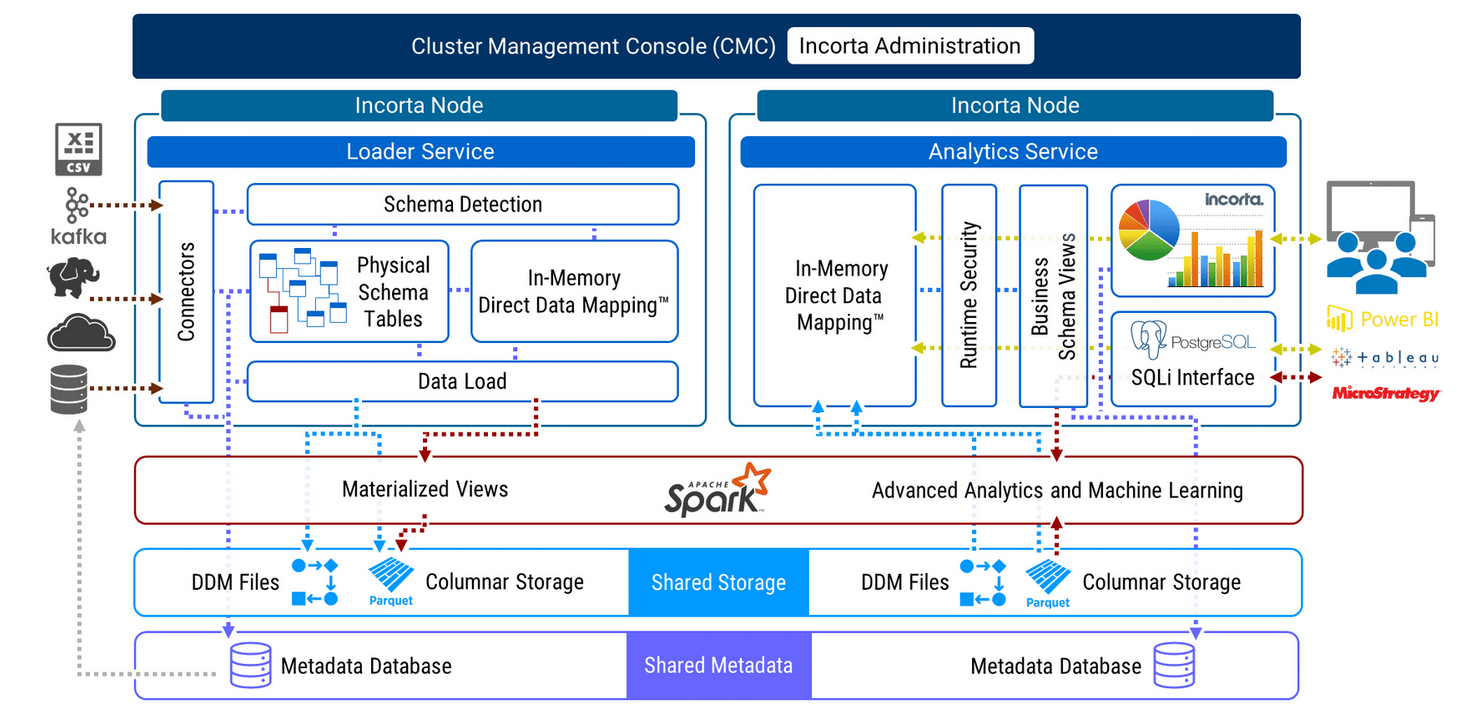 Cluster Management Console (CMC) Incorta Administration
Incorta Node
Loader Service
CSV
kafka
Connectors
Schema Detection
Physical
Schema
Tables
In-Memory
Direct Data Mapping™
Data Load
Incorta Node
Analytics Service
In-Memory
Direct Data
Mapping™
Runtime Security
Business
Schema Views
incorta.
PostgreSQL
SQLi Interface
Power BI
+ableau
SOFTWARE
MicroStrategy
Materialized Views
APACHE
Spark™
Advanced Analytics and Machine Learning
DDM Files
Parquet
Columnar Storage
Shared Storage
DDM Files
Parquet
Columnar Storage
Metadata Database
Shared Metadata
Metadata Database